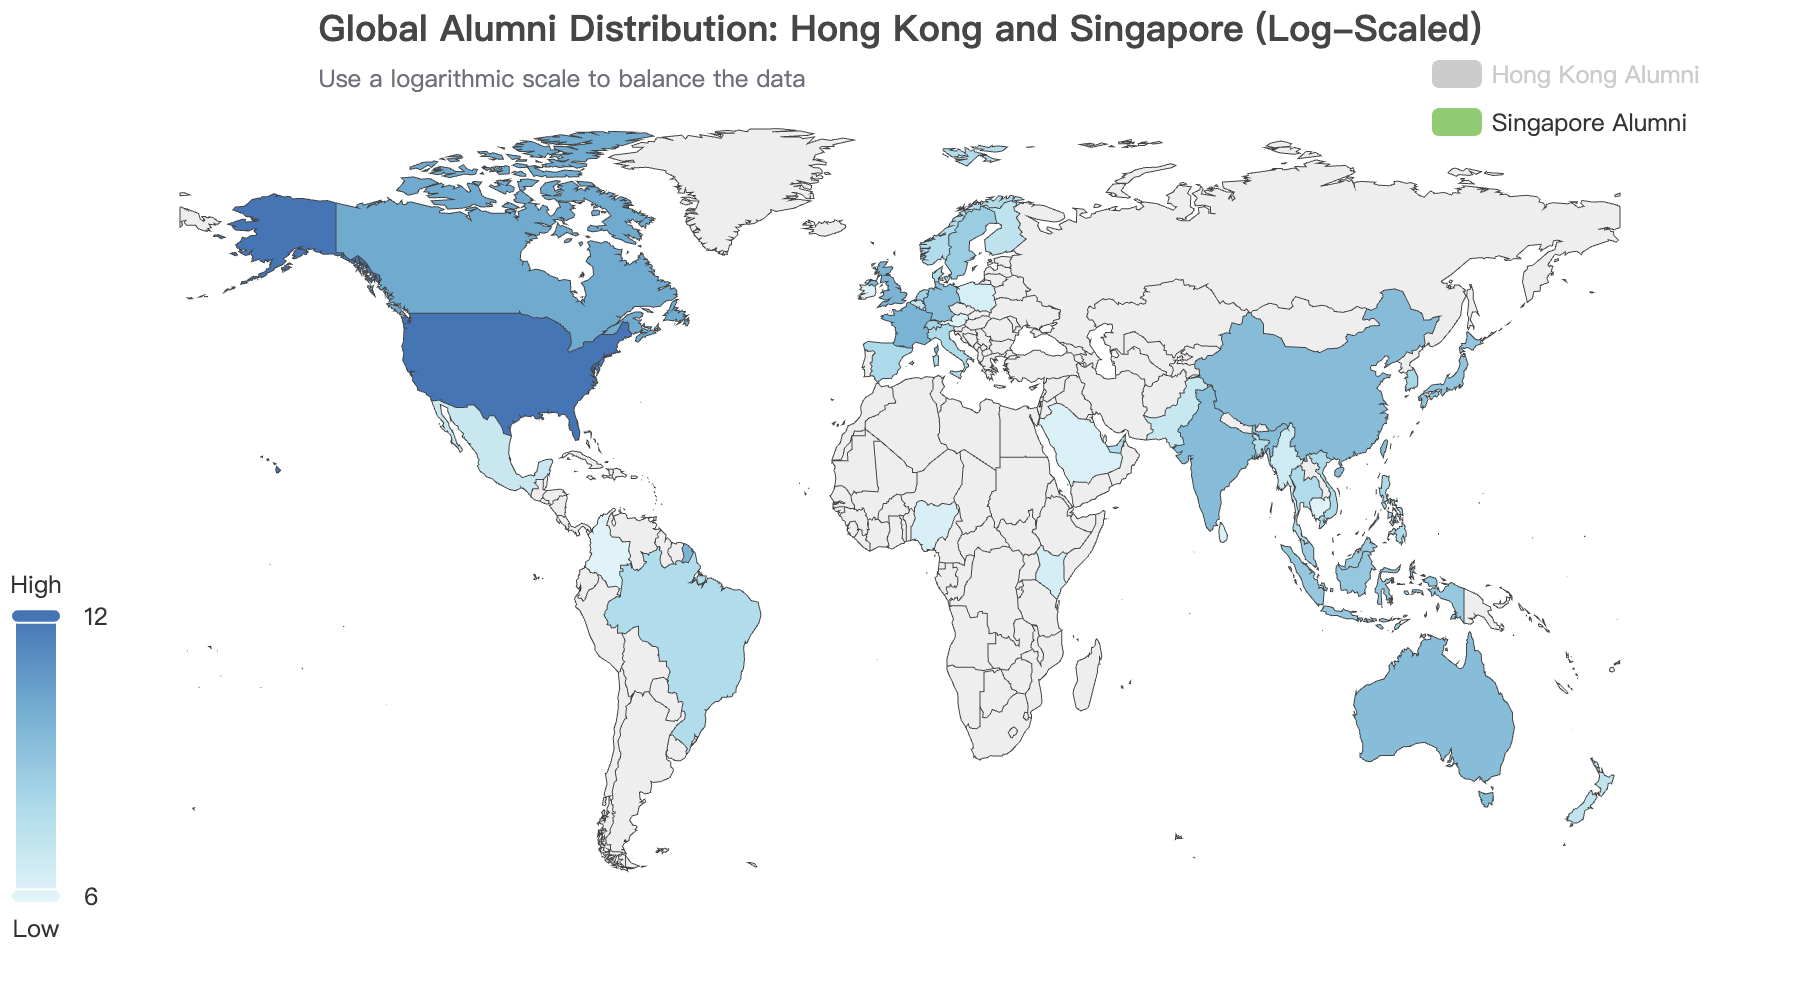 Global Alumni Distribution: Hong Kong and Singapore (Log-Scaled)
Use a logarithmic scale to balance the data
Hong Kong Alumni
Singapore Alumni
High
12
6
Low